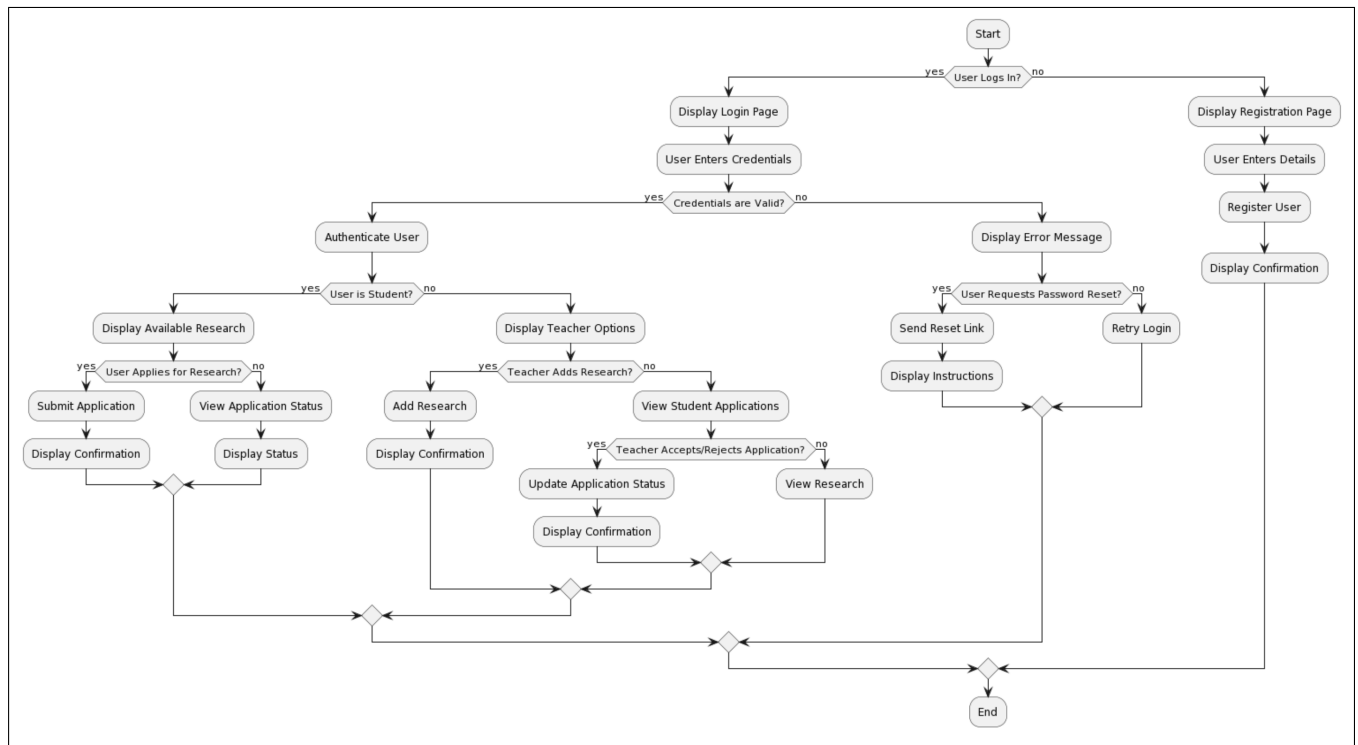 Start
yes User Logs In? no
Display Login Page Display Registration Page
User Enters Credentials User Enters Details
yes Credentials are Valid? no
Register User
Authenticate User Display Error Message
Display Confirmation
yes User is Student? no yes User Requests Password Reset? no
Display Available Research Display Teacher Options Send Reset Link Retry Login
yes User Applies for Research? no yes Teacher Adds Research? no
Display Instructions
Submit Application View Application Status Add Research View Student Applications
yes Teacher Accepts/Rejects Application? no
Display Confirmation Display Status Display Confirmation
Update Application Status View Research
Display Confirmation
End